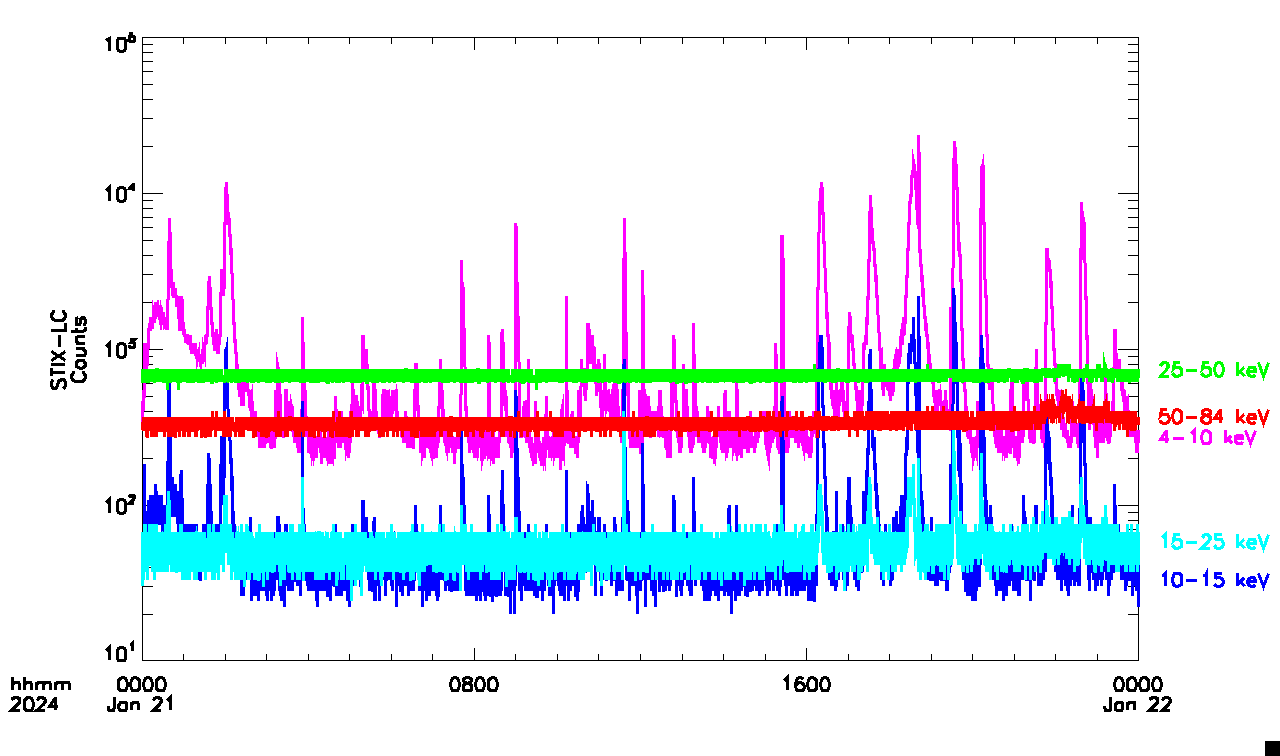 10⁶
10⁴
10³
10²
10¹
STIX-LC
Counts
25-50 keV
50-84 keV
4-10 keV
15-25 keV
10-15 keV
hhmm 0000 0800 1600 0000
2024 Jan 21 Jan 22